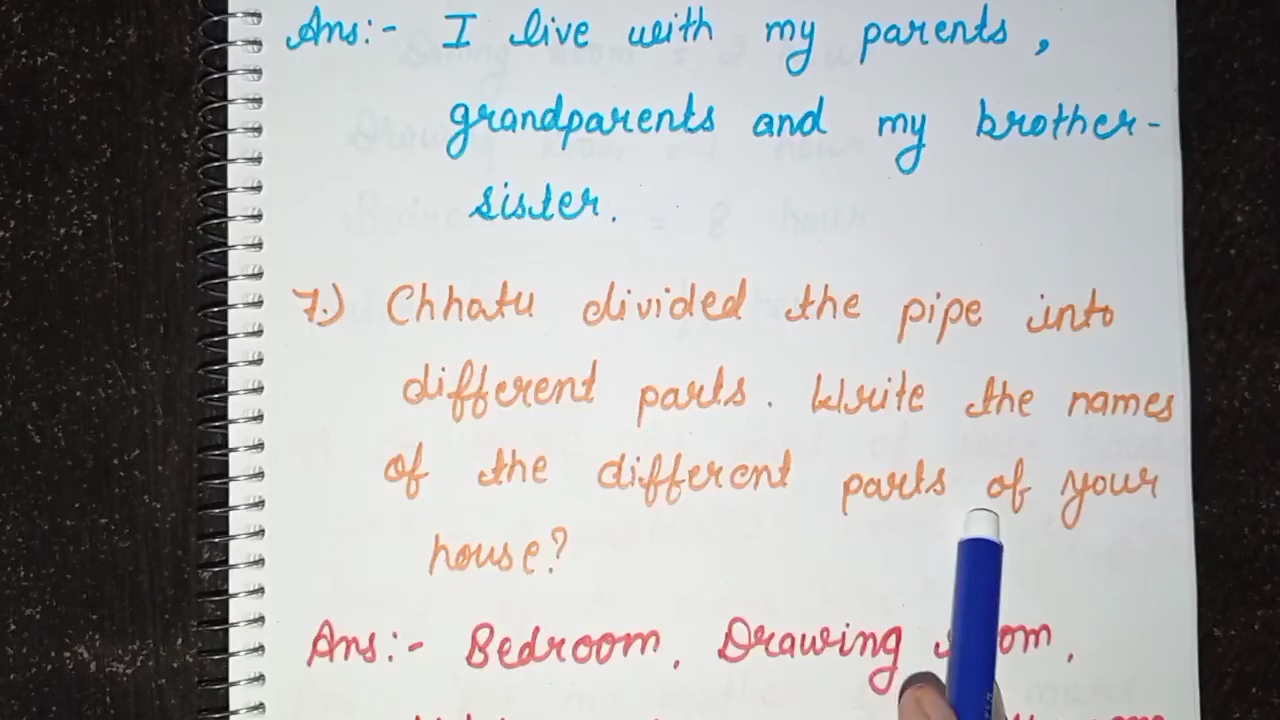 Ans:- I live with my parents,
grandparents and my brother-
sister.
7.) Chhatu divided the pipe into
different parts. Write the names
of the different parts of your
house?
Ans:- Bedroom, Drawing room,